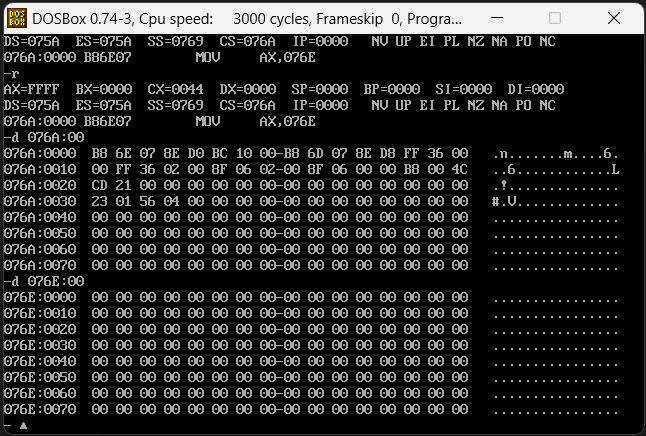 DOS BOX
DOSBox 0.74-3, Cpu speed: 3000 cycles, Frameskip 0, Progra...
DS=075A ES=075A SS=0769 CS=076A IP=0000 NV UP EI PL NZ NA PO NC
076A:0000 B86E07 MOV AX,076E
-r
AX=FFFF BX=0000 CX=0044 DX=0000 SP=0000 BP=0000 SI=0000 DI=0000
DS=075A ES=075A SS=0769 CS=076A IP=0000 NV UP EI PL NZ NA PO NC
076A:0000 B86E07 MOV AX,076E
-d 076A:00
076A:0000 B8 6E 07 8E D0 BC 10 00-B8 6D 07 8E D8 FF 36 00 .n.......m....6.
076A:0010 00 FF 36 02 00 8F 06 02-00 8F 06 00 00 B8 00 4C ..6............L
076A:0020 CD 21 00 00 00 00 00 00-00 00 00 00 00 00 00 00 .!..............
076A:0030 23 01 56 04 00 00 00 00-00 00 00 00 00 00 00 00 #.V.............
076A:0040 00 00 00 00 00 00 00 00-00 00 00 00 00 00 00 00 ................
076A:0050 00 00 00 00 00 00 00 00-00 00 00 00 00 00 00 00 ................
076A:0060 00 00 00 00 00 00 00 00-00 00 00 00 00 00 00 00 ................
076A:0070 00 00 00 00 00 00 00 00-00 00 00 00 00 00 00 00 ................
-d 076E:00
076E:0000 00 00 00 00 00 00 00 00-00 00 00 00 00 00 00 00 ................
076E:0010 00 00 00 00 00 00 00 00-00 00 00 00 00 00 00 00 ................
076E:0020 00 00 00 00 00 00 00 00-00 00 00 00 00 00 00 00 ................
076E:0030 00 00 00 00 00 00 00 00-00 00 00 00 00 00 00 00 ................
076E:0040 00 00 00 00 00 00 00 00-00 00 00 00 00 00 00 00 ................
076E:0050 00 00 00 00 00 00 00 00-00 00 00 00 00 00 00 00 ................
076E:0060 00 00 00 00 00 00 00 00-00 00 00 00 00 00 00 00 ................
076E:0070 00 00 00 00 00 00 00 00-00 00 00 00 00 00 00 00 ................
- ▲